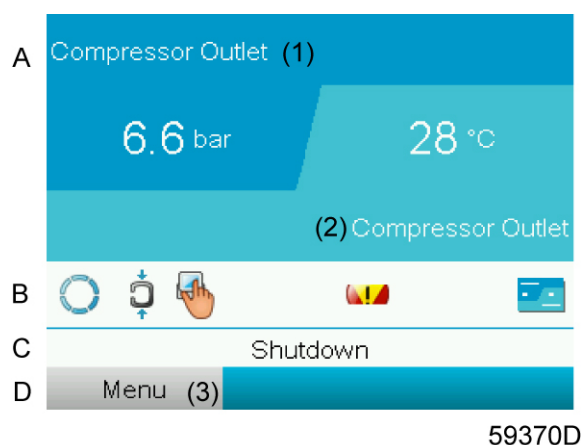 A
Compressor Outlet (1)
6.6 bar
28 °C
(2) Compressor Outlet
B
C
Shutdown
D
Menu (3)
59370D